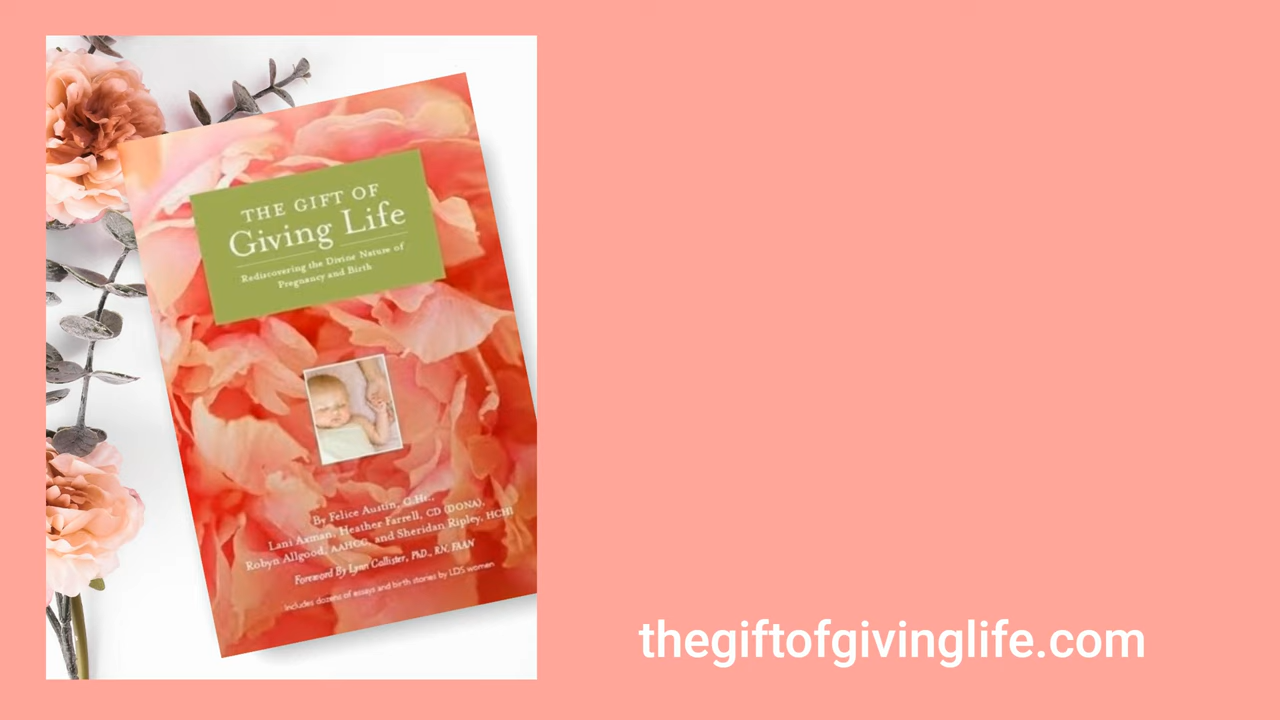 THE GIFT OF
Giving Life
Rediscovering the Divine Nature of
Pregnancy and Birth
By Felice Austin, C.Ht.,
Lani Axman, Heather Farrell, CD (DONA),
Robyn Allgood, AAHCC, and Sheridan Ripley, HCHI
Foreword By Lynn Callister, PhD., RN, FAAN
Includes dozens of essays and birth stories by LDS women
thegiftofgivinglife.com